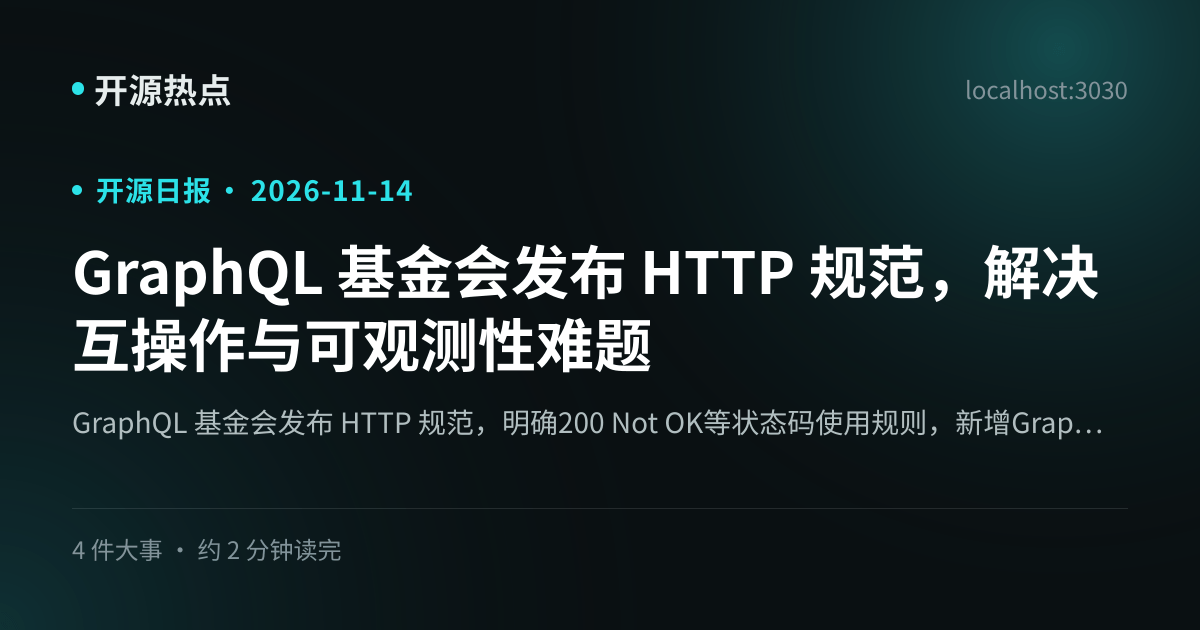 开源热点
localhost:3030
开源日报 · 2026-11-14
GraphQL 基金会发布 HTTP 规范，解决
互操作与可观测性难题
GraphQL 基金会发布 HTTP 规范，明确200 Not OK等状态码使用规则，新增Grap…
4 件大事 · 约 2 分钟读完